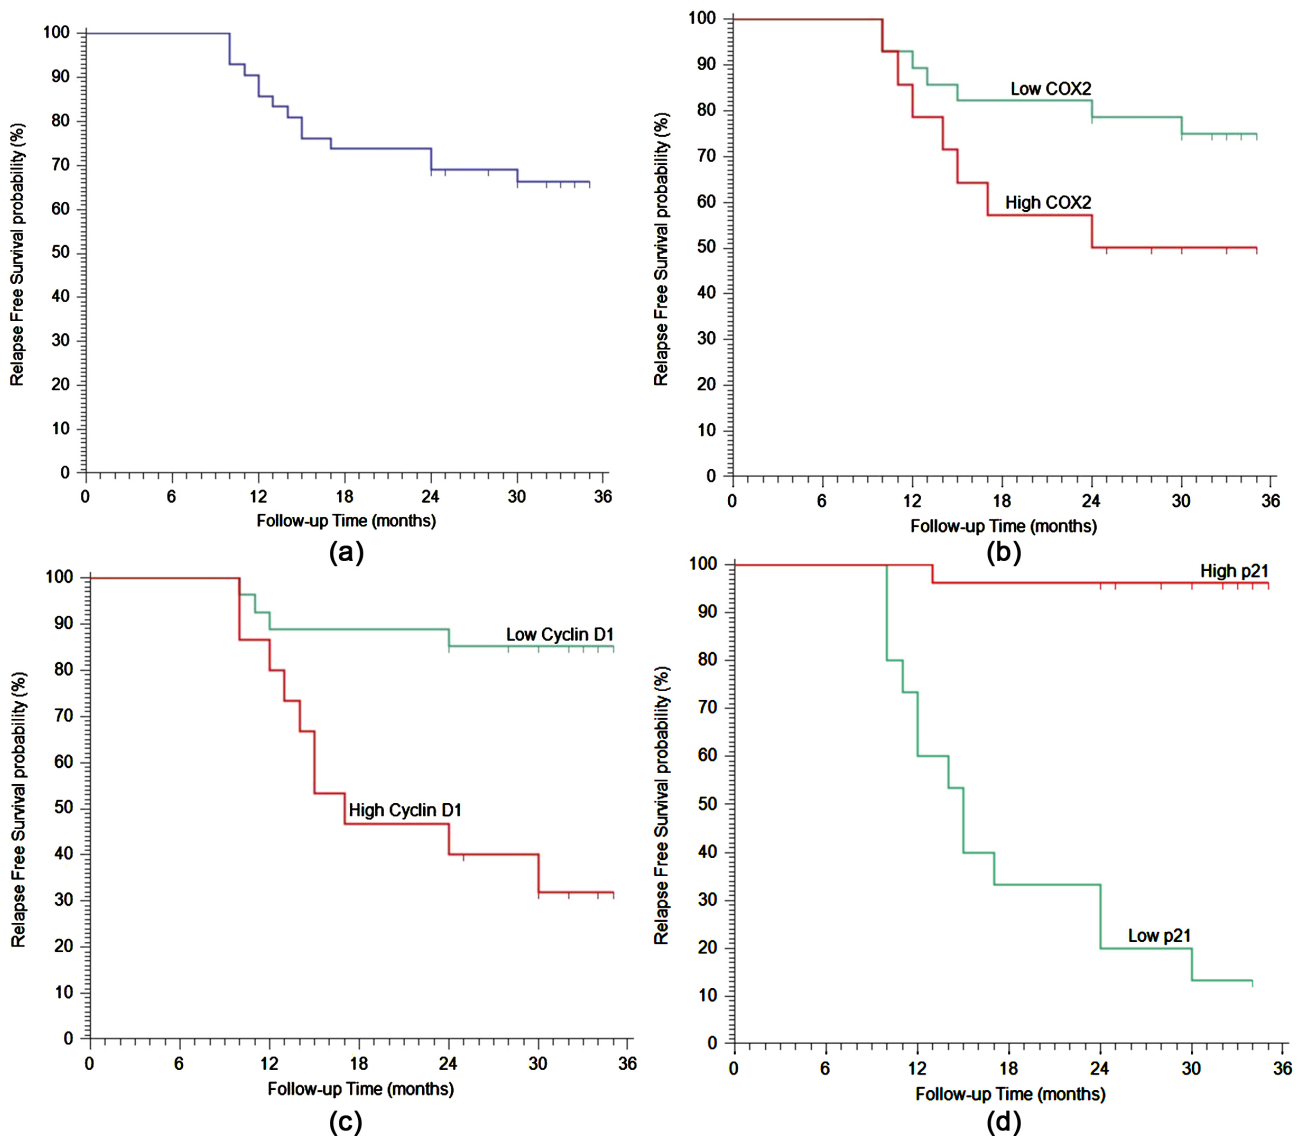 100
90
80
70
60
50
40
30
20
10
0
Relapse Free Survival probability (%)
0 6 12 18 24 30 36
Follow-up Time (months)
(a)
100
90
80
70
60
50
40
30
20
10
0
Relapse Free Survival probability (%)
Low COX2
High COX2
0 6 12 18 24 30 36
Follow-up Time (months)
(b)
100
90
80
70
60
50
40
30
20
10
0
Relapse Free Survival probability (%)
Low Cyclin D1
High Cyclin D1
0 6 12 18 24 30 36
Follow-up Time (months)
(c)
100
90
80
70
60
50
40
30
20
10
0
Relapse Free Survival probability (%)
High p21
Low p21
0 6 12 18 24 30 36
Follow-up Time (months)
(d)